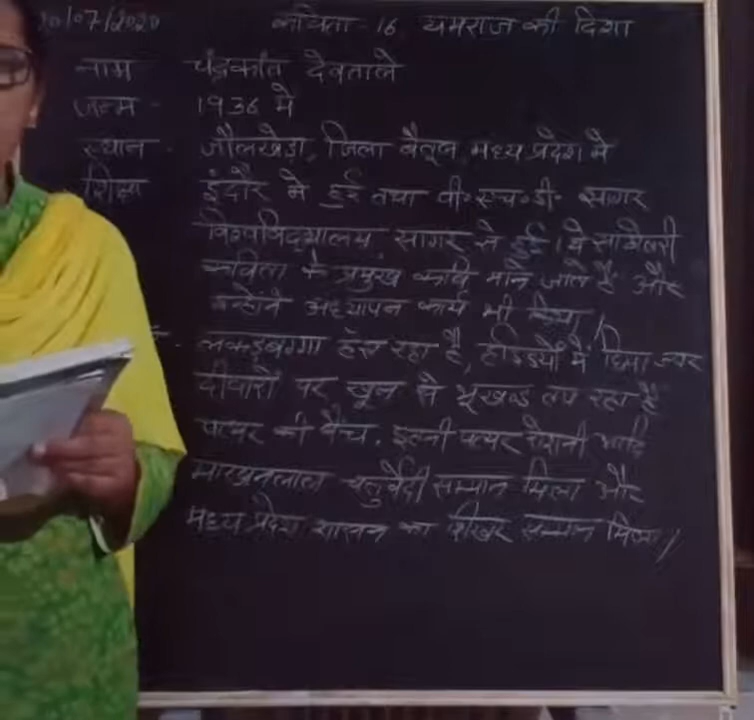 10/07/2020 कविता-16 यमराज की दिशा
नाम चंद्रकांत देवताले
जन्म - 1936 में
स्थान - जौलखेड़ा, जिला बैतूल मध्य प्रदेश में
शिक्षा इंदौर में हुई तथा पी॰एच॰डी॰ सागर
विश्वविद्यालय, सागर से हुई। ये साठोत्तरी
कविता के प्रमुख कवि माने जाते हैं और
उन्होंने अध्यापन कार्य भी किया।
लकड़बग्घा हँस रहा है, हड्डियों में छिपा ज्वर
दीवारों पर खून से भूखण्ड तप रहा है
पत्थर की बैंच, इतनी पत्थर रोशनी आदि
माखनलाल चतुर्वेदी सम्मान मिला और
मध्य प्रदेश शासन का शिखर सम्मान मिला।